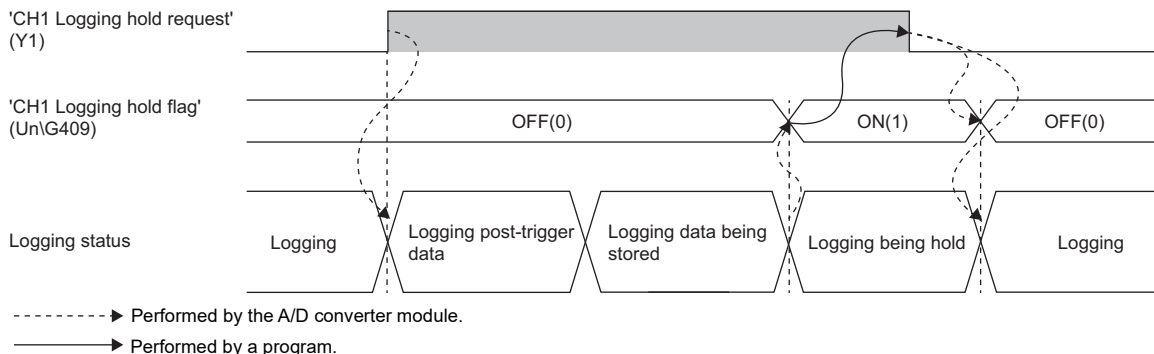 'CH1 Logging hold request'
(Y1)
'CH1 Logging hold flag'
(Un\G409)
OFF(0)
ON(1)
OFF(0)
Logging status
Logging
Logging post-trigger
data
Logging data being
stored
Logging being hold
Logging
Performed by the A/D converter module.
Performed by a program.